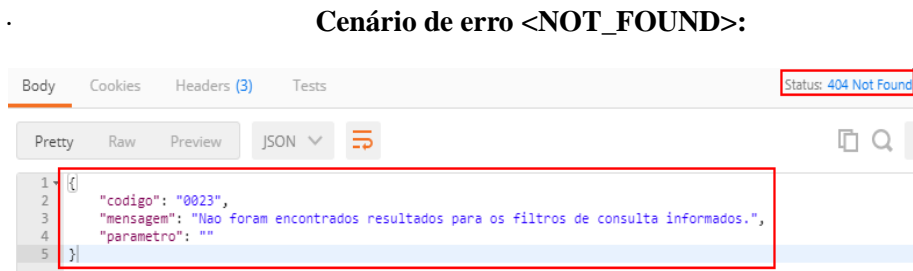 · Cenário de erro <NOT_FOUND>:
Body Cookies Headers (3) Tests Status: 404 Not Found
Pretty Raw Preview JSON
1 {
2 "codigo": "0023",
3 "mensagem": "Nao foram encontrados resultados para os filtros de consulta informados.",
4 "parametro": ""
5 }